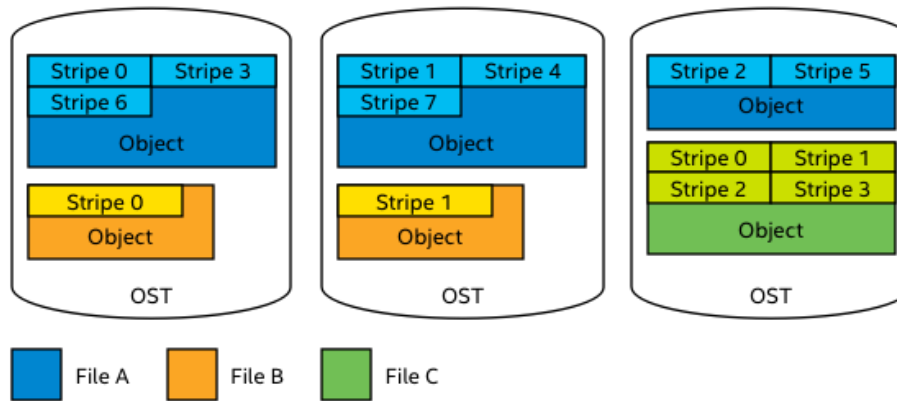 Stripe 0 Stripe 3
Stripe 6
Object
Stripe 0
Object
OST
Stripe 1 Stripe 4
Stripe 7
Object
Stripe 1
Object
OST
Stripe 2 Stripe 5
Object
Stripe 0 Stripe 1
Stripe 2 Stripe 3
Object
OST
File A File B File C